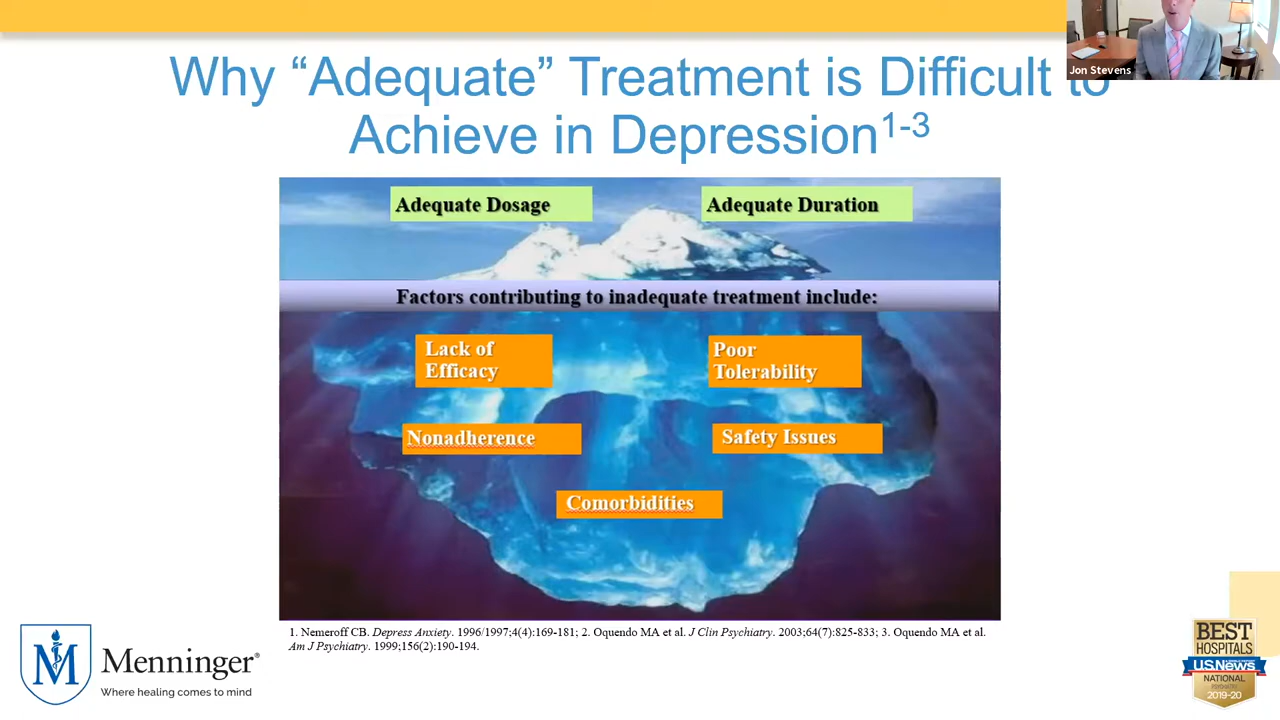 Jon Stevens
Why “Adequate” Treatment is Difficult to
Achieve in Depression1-3
Adequate Dosage
Adequate Duration
Factors contributing to inadequate treatment include:
Lack of
Efficacy
Poor
Tolerability
Nonadherence
Safety Issues
Comorbidities
1. Nemeroff CB. Depress Anxiety. 1996/1997;4(4):169-181; 2. Oquendo MA et al. J Clin Psychiatry. 2003;64(7):825-833; 3. Oquendo MA et al.
Am J Psychiatry. 1999;156(2):190-194.
M
Menninger®
Where healing comes to mind
BEST
HOSPITALS
U.S.News
NATIONAL
PSYCHIATRY
2019-20